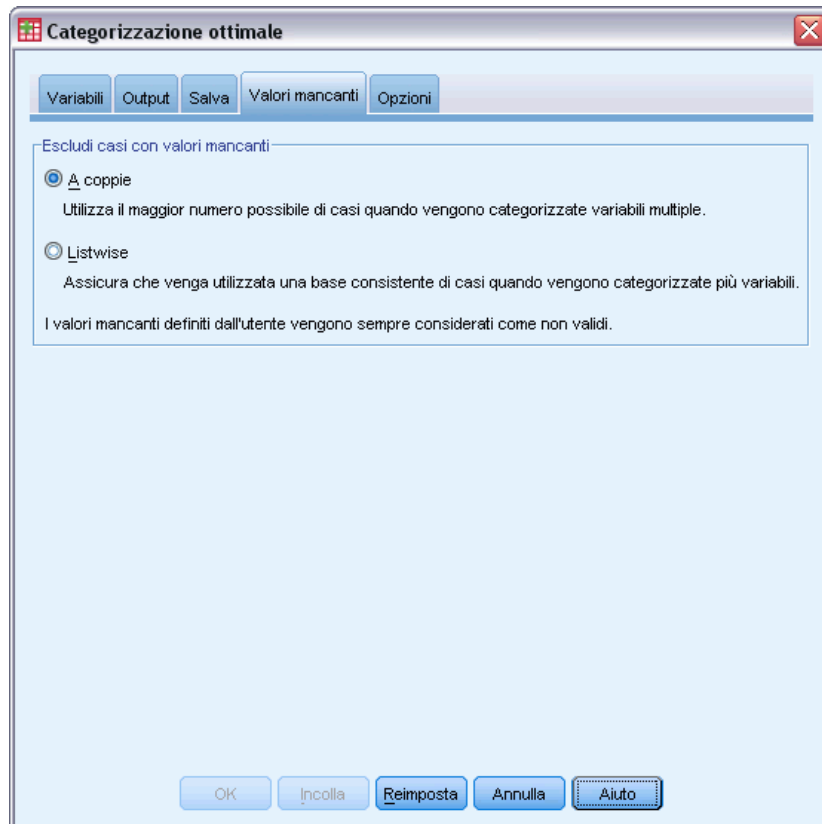 Categorizzazione ottimale
Variabili Output Salva Valori mancanti Opzioni
Escludi casi con valori mancanti
A coppie
Utilizza il maggior numero possibile di casi quando vengono categorizzate variabili multiple.
Listwise
Assicura che venga utilizzata una base consistente di casi quando vengono categorizzate più variabili.
I valori mancanti definiti dall'utente vengono sempre considerati come non validi.
OK Incolla Reimposta Annulla Aiuto